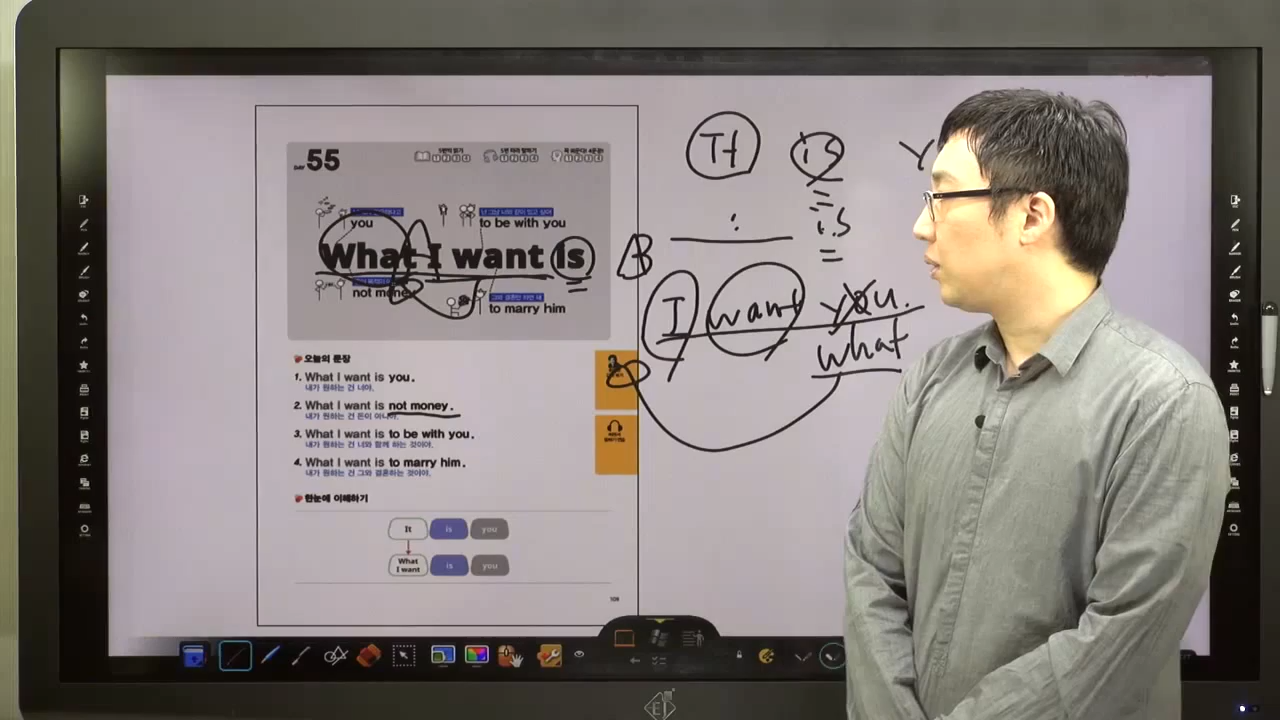 DAY 55
you
to be with you
What I want is
not money
to marry him
오늘의 문장
1. What I want is you.
내가 원하는 건 너야.
2. What I want is not money.
내가 원하는 건 돈이 아니야.
3. What I want is to be with you.
내가 원하는 건 너와 함께 하는 것이야.
4. What I want is to marry him.
내가 원하는 건 그와 결혼하는 것이야.
한눈에 이해하기
It is you
What I want is you
109
It is Y
is
I want you.
what